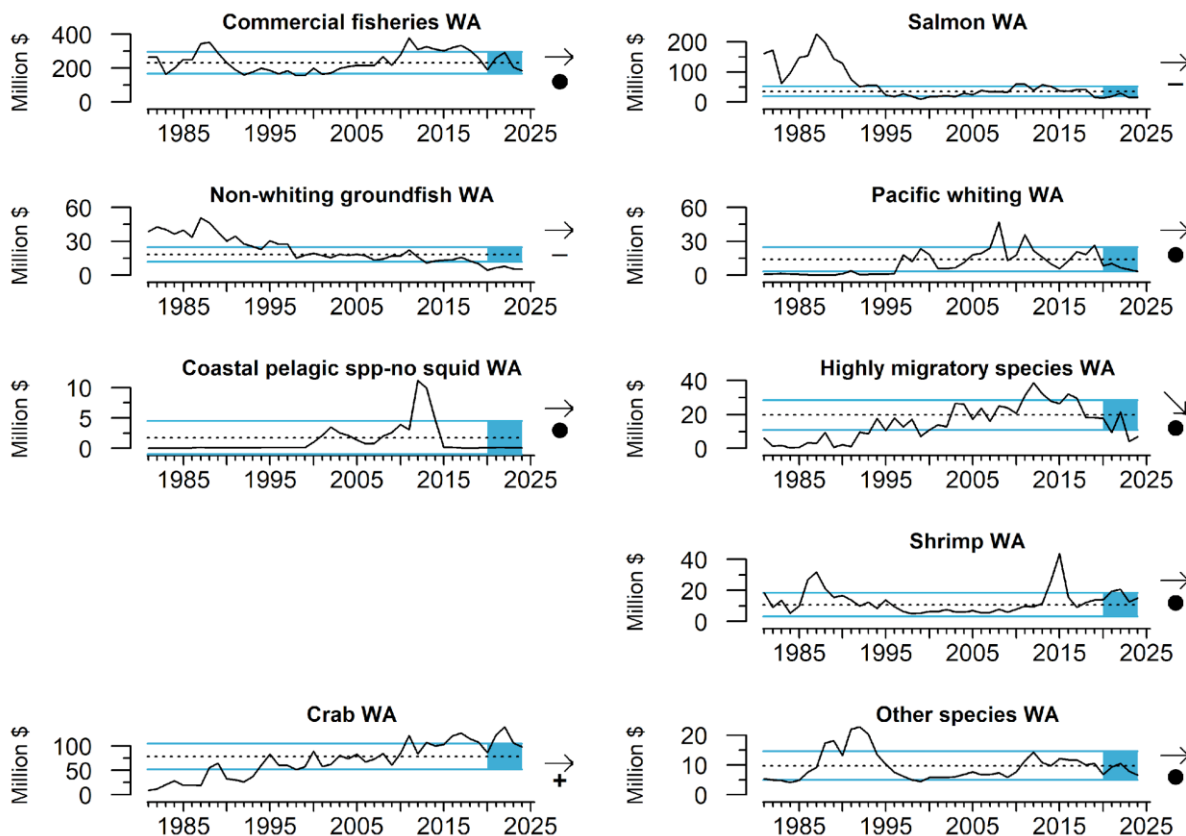 Commercial fisheries WA
Million $
400
200
0
1985 1995 2005 2015 2025
Salmon WA
Million $
200
100
0
1985 1995 2005 2015 2025
–
Non-whiting groundfish WA
Million $
60
30
0
1985 1995 2005 2015 2025
–
Pacific whiting WA
Million $
60
40
20
0
1985 1995 2005 2015 2025
Coastal pelagic spp-no squid WA
Million $
10
5
0
1985 1995 2005 2015 2025
Highly migratory species WA
Million $
40
20
0
1985 1995 2005 2015 2025
Shrimp WA
Million $
40
20
0
1985 1995 2005 2015 2025
Crab WA
Million $
100
50
0
1985 1995 2005 2015 2025
+
Other species WA
Million $
20
10
0
1985 1995 2005 2015 2025